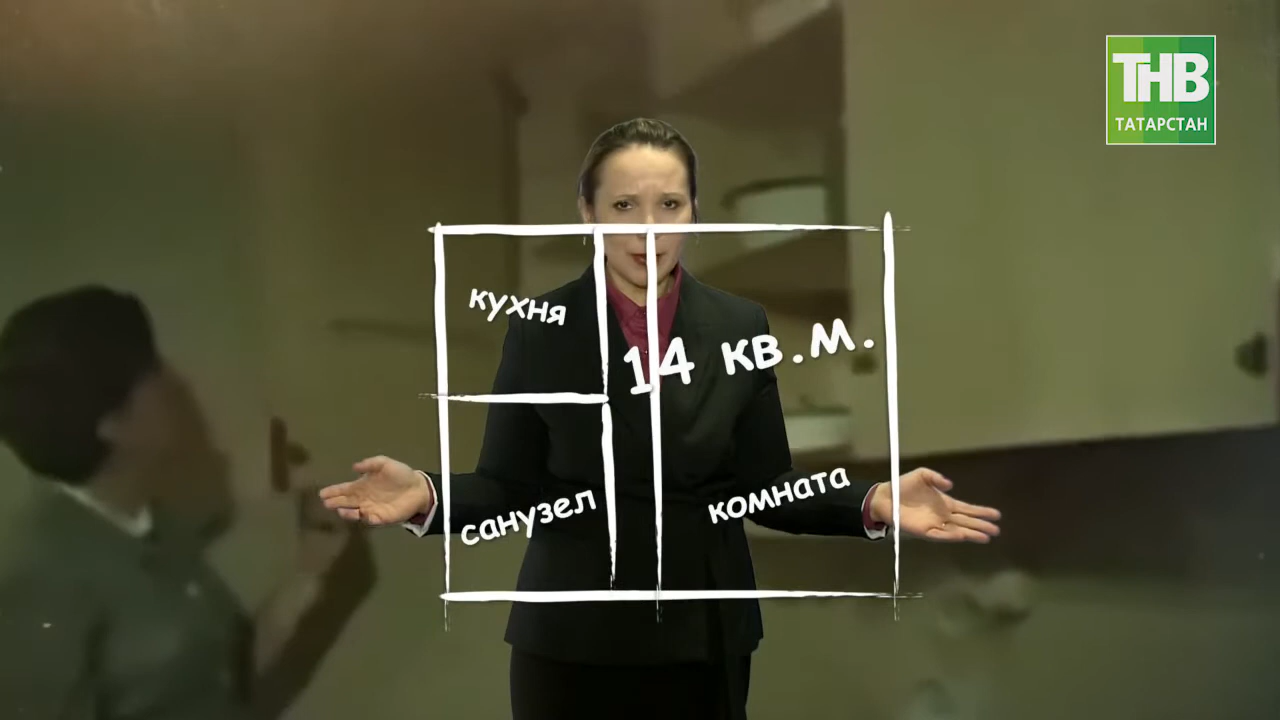 ТНВ
ТАТАРСТАН
кухня
14 кв.м.
санузел
комната